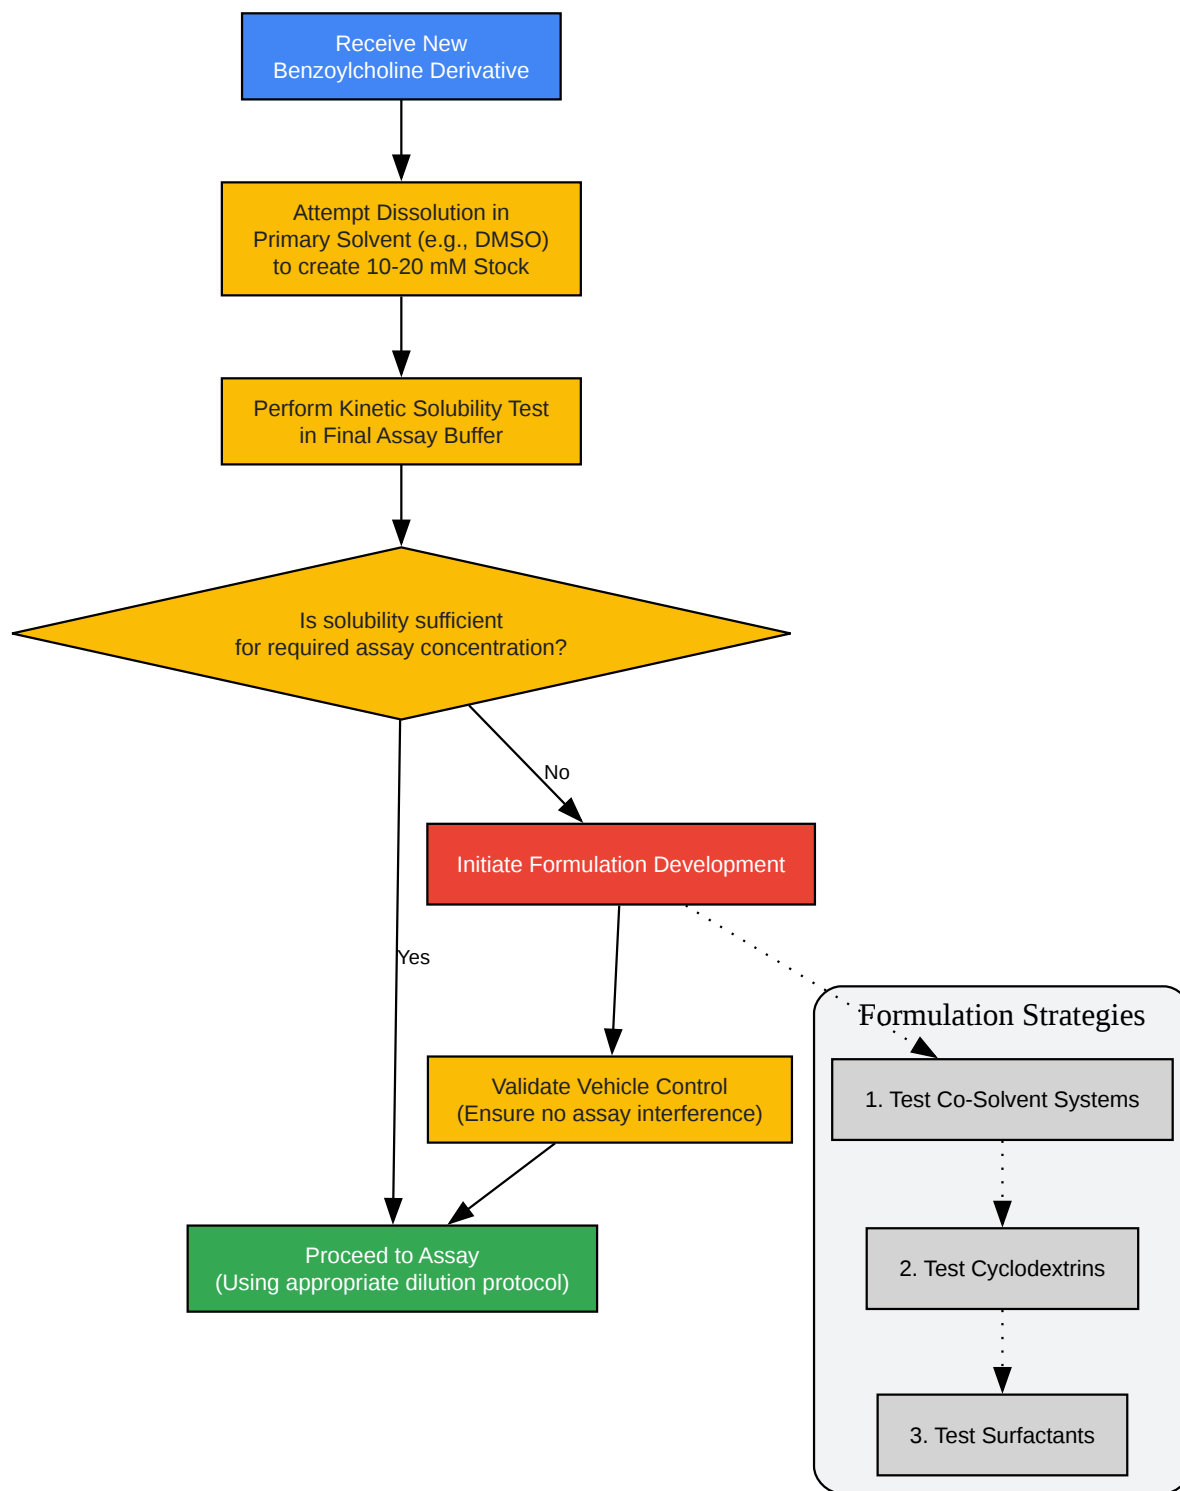 Receive New
Benzoylcholine Derivative
Attempt Dissolution in
Primary Solvent (e.g., DMSO)
to create 10-20 mM Stock
Perform Kinetic Solubility Test
in Final Assay Buffer
Is solubility sufficient
for required assay concentration?
No
Initiate Formulation Development
Yes
Formulation Strategies
1. Test Co-Solvent Systems
Validate Vehicle Control
(Ensure no assay interference)
Proceed to Assay
(Using appropriate dilution protocol)
2. Test Cyclodextrins
3. Test Surfactants